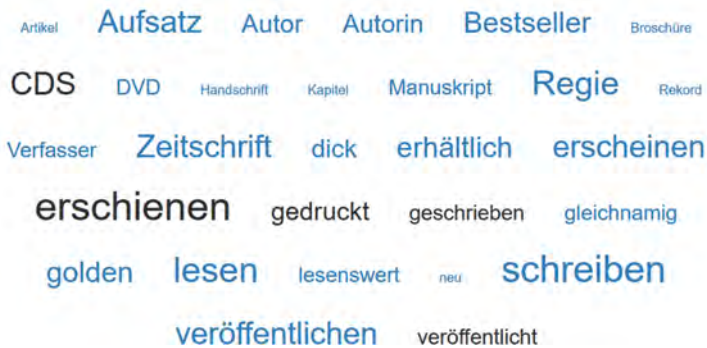 Artikel Aufsatz Autor Autorin Bestseller Broschüre
CDS DVD Handschrift Kapitel Manuskript Regie Rekord
Verfasser Zeitschrift dick erhältlich erscheinen
erschienen gedruckt geschrieben gleichnamig
golden lesen lesenswert neu schreiben
veröffentlichen veröffentlicht